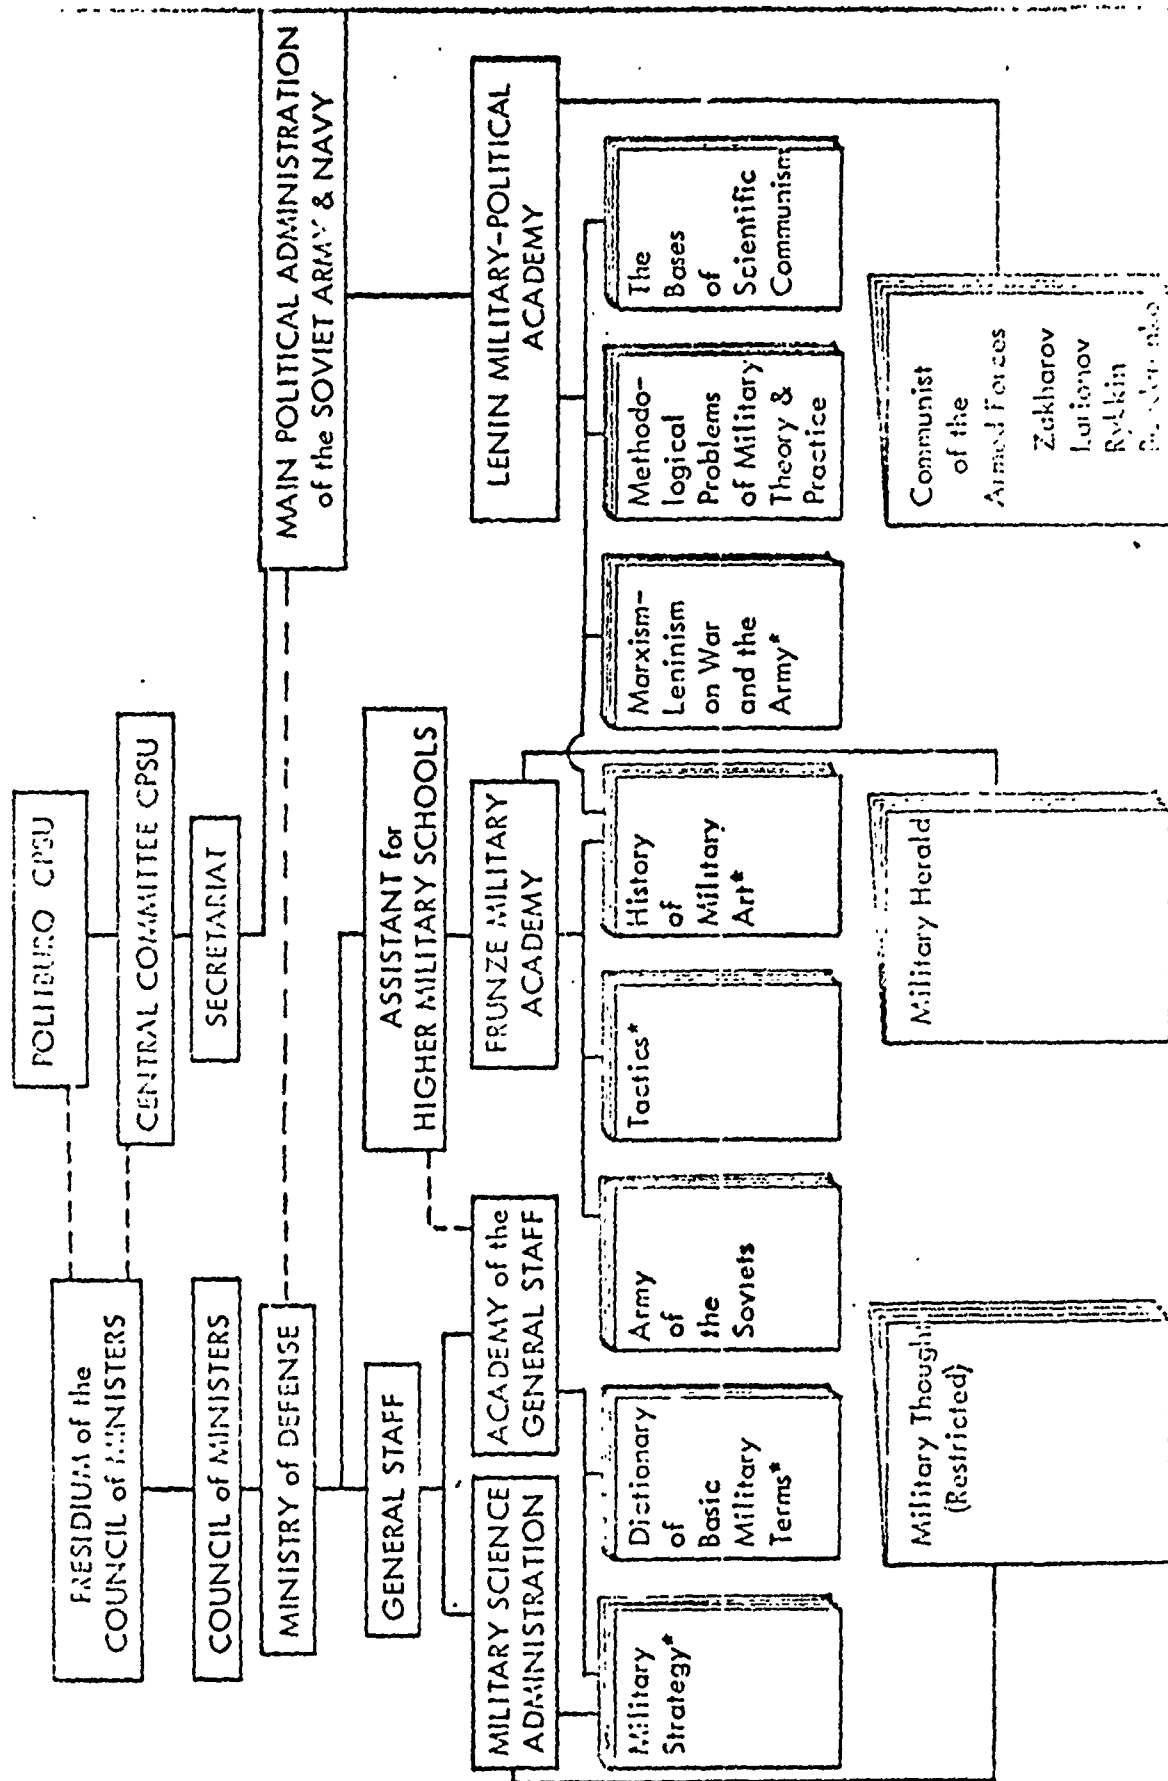 POLITBURO CPSU
PRESIDIUM of the
COUNCIL of MINISTERS
CENTRAL COMMITTEE CPSU
COUNCIL of MINISTERS
SECRETARIAT
MINISTRY of DEFENSE
MAIN POLITICAL ADMINISTRATION
of the SOVIET ARMY & NAVY
GENERAL STAFF
ASSISTANT for
HIGHER MILITARY SCHOOLS
MILITARY SCIENCE
ADMINISTRATION
ACADEMY of the
GENERAL STAFF
FRUNZE MILITARY
ACADEMY
LENIN MILITARY-POLITICAL
ACADEMY
Military
Strategy*
Dictionary
of
Basic
Military
Terms*
Army
of
the
Soviets
Tactics*
History
of
Military
Art*
Marxism-
Leninism
on War
and the
Army*
Methodo-
logical
Problems
of Military
Theory &
Practice
The
Bases
of
Scientific
Communism
Military Though
(Restricted)
Military Herald
Communist
of the
Armed Forces
Zakharov
Larionov
Rybkin